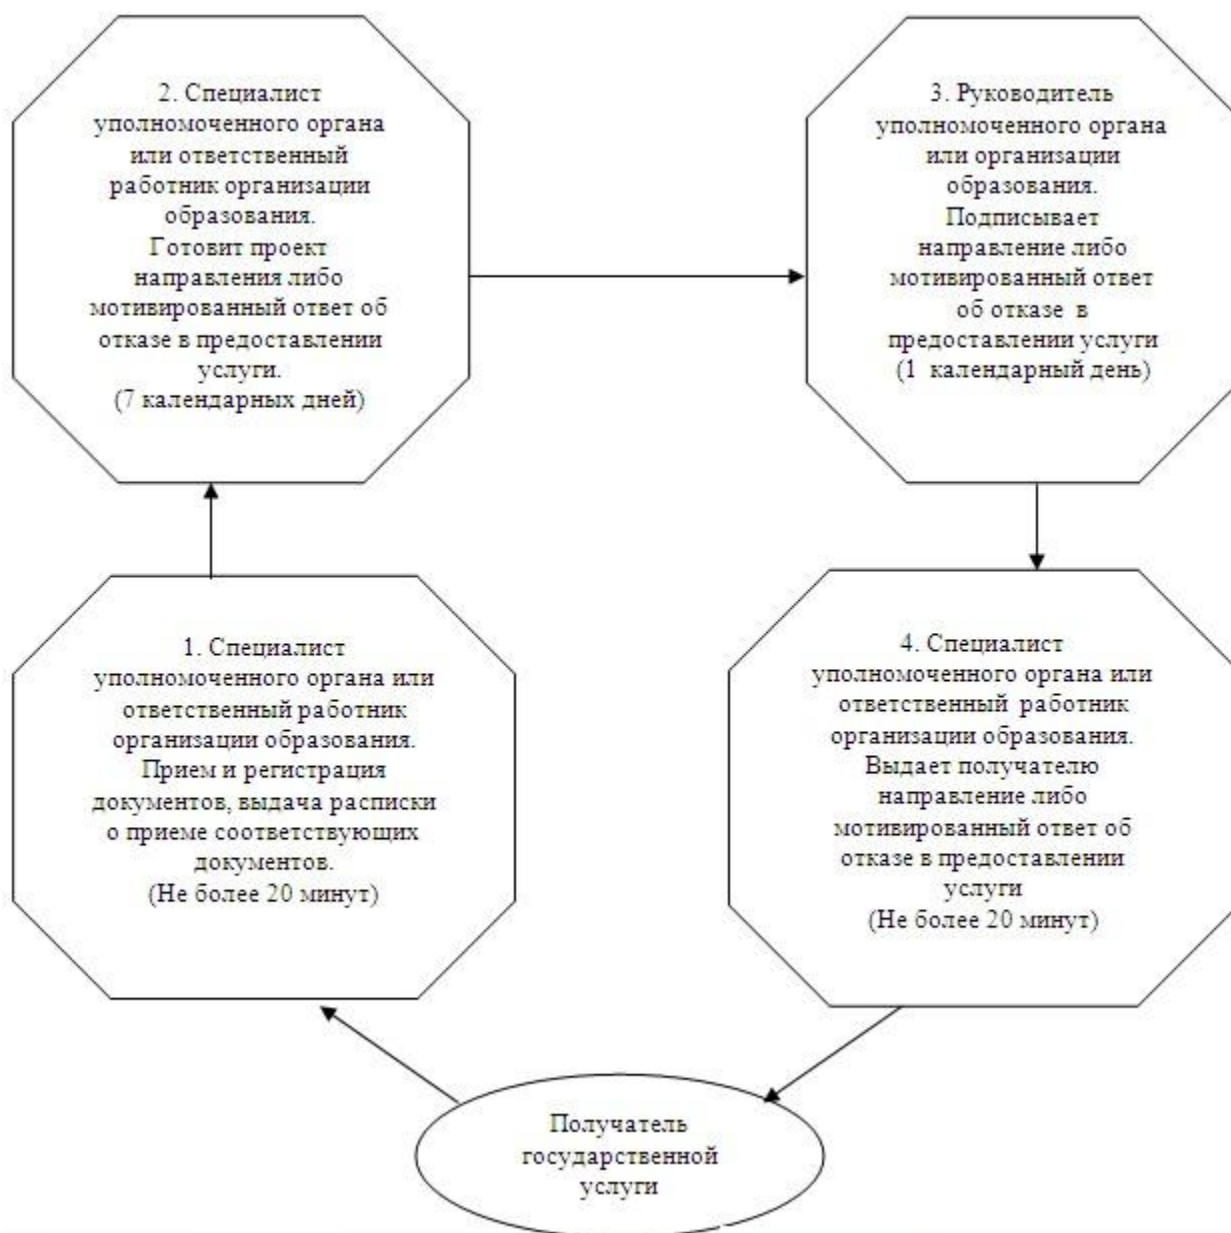 2. Специалист
уполномоченного органа
или ответственный
работник организации
образования.
Готовит проект
направления либо
мотивированный ответ об
отказе в предоставлении
услуги.
(7 календарных дней)
3. Руководитель
уполномоченного органа
или организации
образования.
Подписывает
направление либо
мотивированный ответ
об отказе в
предоставлении услуги
(1 календарный день)
1. Специалист
уполномоченного органа или
ответственный работник
организации образования.
Прием и регистрация
документов, выдача расписки
о приеме соответствующих
документов.
(Не более 20 минут)
4. Специалист
уполномоченного органа или
ответственный работник
организации образования.
Выдает получателю
направление либо
мотивированный ответ об
отказе в предоставлении
услуги
(Не более 20 минут)
Получатель
государственной
услуги